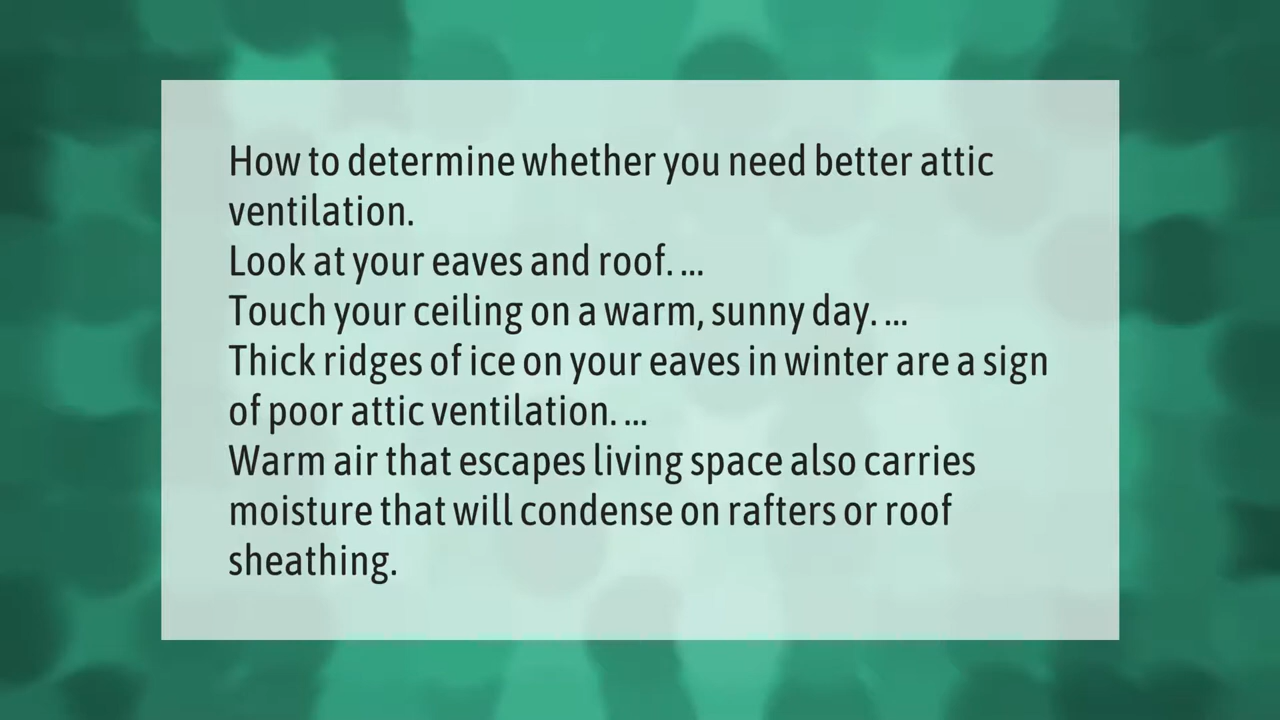 How to determine whether you need better attic
ventilation.
Look at your eaves and roof. ...
Touch your ceiling on a warm, sunny day. ...
Thick ridges of ice on your eaves in winter are a sign
of poor attic ventilation. ...
Warm air that escapes living space also carries
moisture that will condense on rafters or roof
sheathing.